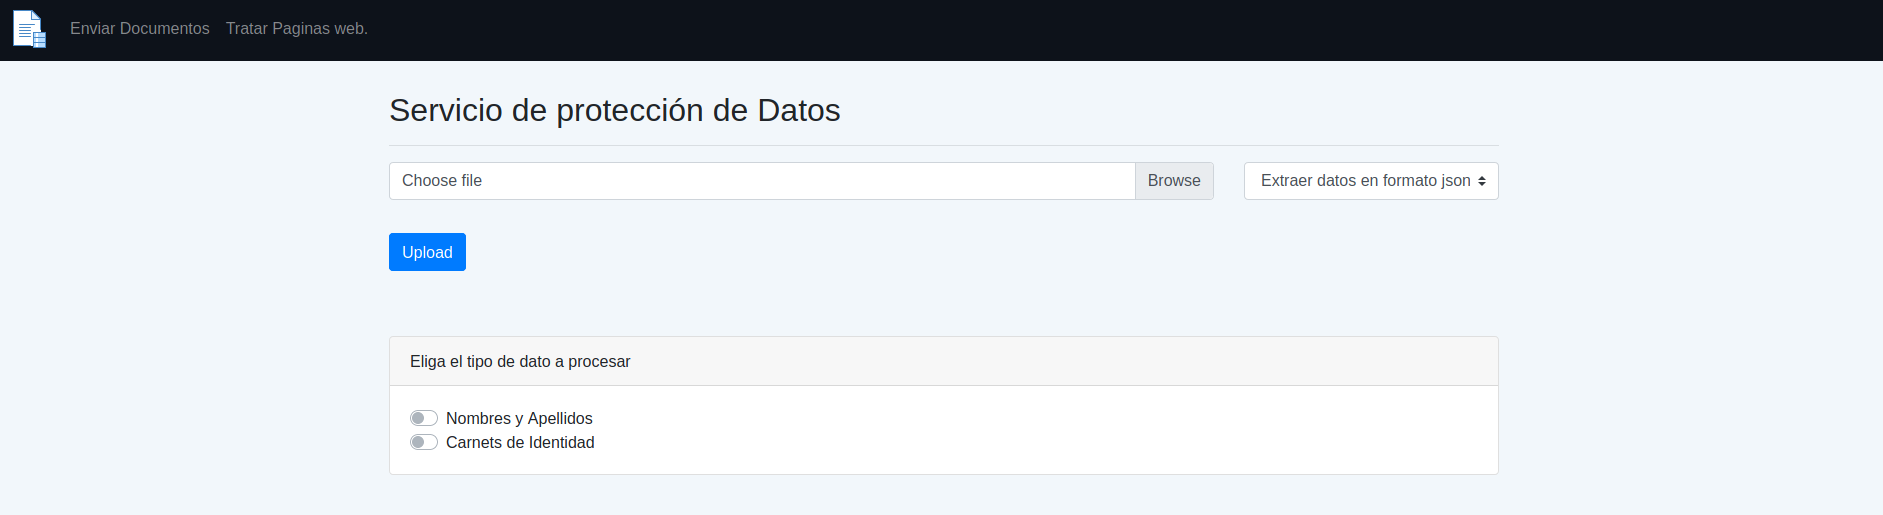 Enviar Documentos Tratar Paginas web.
Servicio de protección de Datos
Choose file Browse Extraer datos en formato json
Upload
Eliga el tipo de dato a procesar
Nombres y Apellidos
Carnets de Identidad